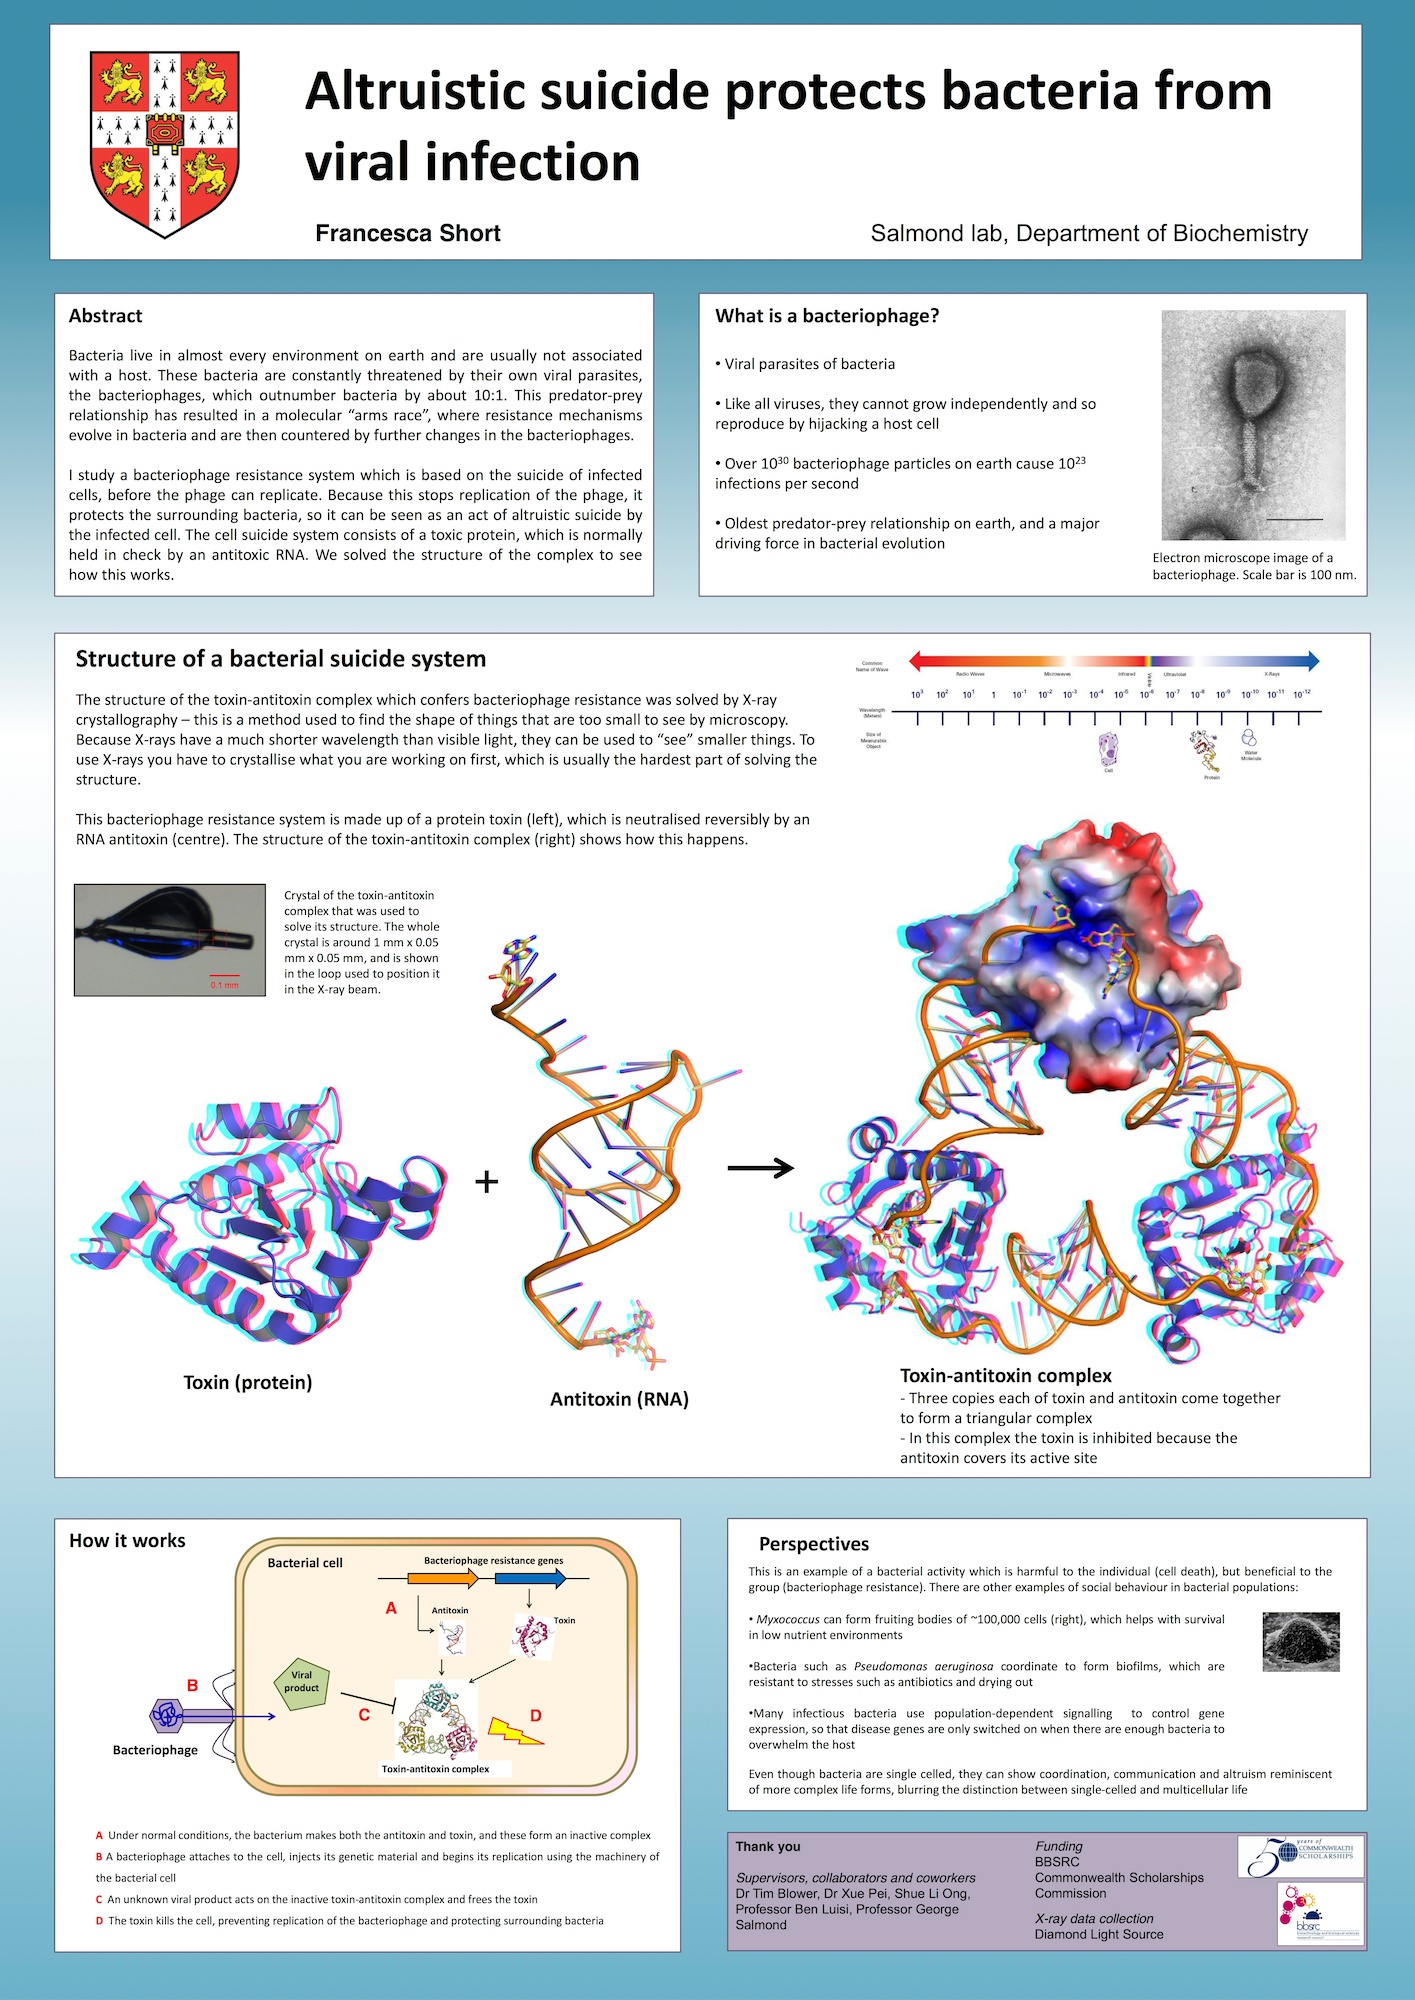 Altruistic suicide protects bacteria from
viral infection
Francesca Short
Salmond lab, Department of Biochemistry
Abstract
Bacteria live in almost every environment on earth and are usually not associated
with a host. These bacteria are constantly threatened by their own viral parasites,
the bacteriophages, which outnumber bacteria by about 10:1. This predator-prey
relationship has resulted in a molecular “arms race”, where resistance mechanisms
evolve in bacteria and are then countered by further changes in the bacteriophages.
I study a bacteriophage resistance system which is based on the suicide of infected
cells, before the phage can replicate. Because this stops replication of the phage, it
protects the surrounding bacteria, so it can be seen as an act of altruistic suicide by
the infected cell. The cell suicide system consists of a toxic protein, which is normally
held in check by an antitoxic RNA. We solved the structure of the complex to see
how this works.
What is a bacteriophage?
• Viral parasites of bacteria
• Like all viruses, they cannot grow independently and so
reproduce by hijacking a host cell
• Over 10³⁰ bacteriophage particles on earth cause 10²³
infections per second
• Oldest predator-prey relationship on earth, and a major
driving force in bacterial evolution
Electron microscope image of a
bacteriophage. Scale bar is 100 nm.
Structure of a bacterial suicide system
The structure of the toxin-antitoxin complex which confers bacteriophage resistance was solved by X-ray
crystallography – this is a method used to find the shape of things that are too small to see by microscopy.
Because X-rays have a much shorter wavelength than visible light, they can be used to “see” smaller things. To
use X-rays you have to crystallise what you are working on first, which is usually the hardest part of solving the
structure.
This bacteriophage resistance system is made up of a protein toxin (left), which is neutralised reversibly by an
RNA antitoxin (centre). The structure of the toxin-antitoxin complex (right) shows how this happens.
Common
Name of Wave
Radio Waves Microwaves Infrared Visible Ultraviolet X-Rays
10³ 10² 10¹ 1 10⁻¹ 10⁻² 10⁻³ 10⁻⁴ 10⁻⁵ 10⁻⁶ 10⁻⁷ 10⁻⁸ 10⁻⁹ 10⁻¹⁰ 10⁻¹¹ 10⁻¹²
Wavelength
(Meters)
Size of
Measurable
Object
Cell
Protein
Water
Molecule
0.1 mm
Crystal of the toxin-antitoxin
complex that was used to
solve its structure. The whole
crystal is around 1 mm x 0.05
mm x 0.05 mm, and is shown
in the loop used to position it
in the X-ray beam.
+
Toxin (protein)
Antitoxin (RNA)
Toxin-antitoxin complex
- Three copies each of toxin and antitoxin come together
to form a triangular complex
- In this complex the toxin is inhibited because the
antitoxin covers its active site
How it works
Bacterial cell
Bacteriophage resistance genes
A
Antitoxin
Toxin
B
Viral
product
C
D
Bacteriophage
Toxin-antitoxin complex
A Under normal conditions, the bacterium makes both the antitoxin and toxin, and these form an inactive complex
B A bacteriophage attaches to the cell, injects its genetic material and begins its replication using the machinery of
the bacterial cell
C An unknown viral product acts on the inactive toxin-antitoxin complex and frees the toxin
D The toxin kills the cell, preventing replication of the bacteriophage and protecting surrounding bacteria
Perspectives
This is an example of a bacterial activity which is harmful to the individual (cell death), but beneficial to the
group (bacteriophage resistance). There are other examples of social behaviour in bacterial populations:
• Myxococcus can form fruiting bodies of ~100,000 cells (right), which helps with survival
in low nutrient environments
•Bacteria such as Pseudomonas aeruginosa coordinate to form biofilms, which are
resistant to stresses such as antibiotics and drying out
•Many infectious bacteria use population-dependent signalling to control gene
expression, so that disease genes are only switched on when there are enough bacteria to
overwhelm the host
Even though bacteria are single celled, they can show coordination, communication and altruism reminiscent
of more complex life forms, blurring the distinction between single-celled and multicellular life
Thank you
Supervisors, collaborators and coworkers
Dr Tim Blower, Dr Xue Pei, Shue Li Ong,
Professor Ben Luisi, Professor George
Salmond
Funding
BBSRC
Commonwealth Scholarships
Commission
X-ray data collection
Diamond Light Source
50 years of
COMMONWEALTH
SCHOLARSHIPS
bbsrc
biotechnology and biological sciences
research council